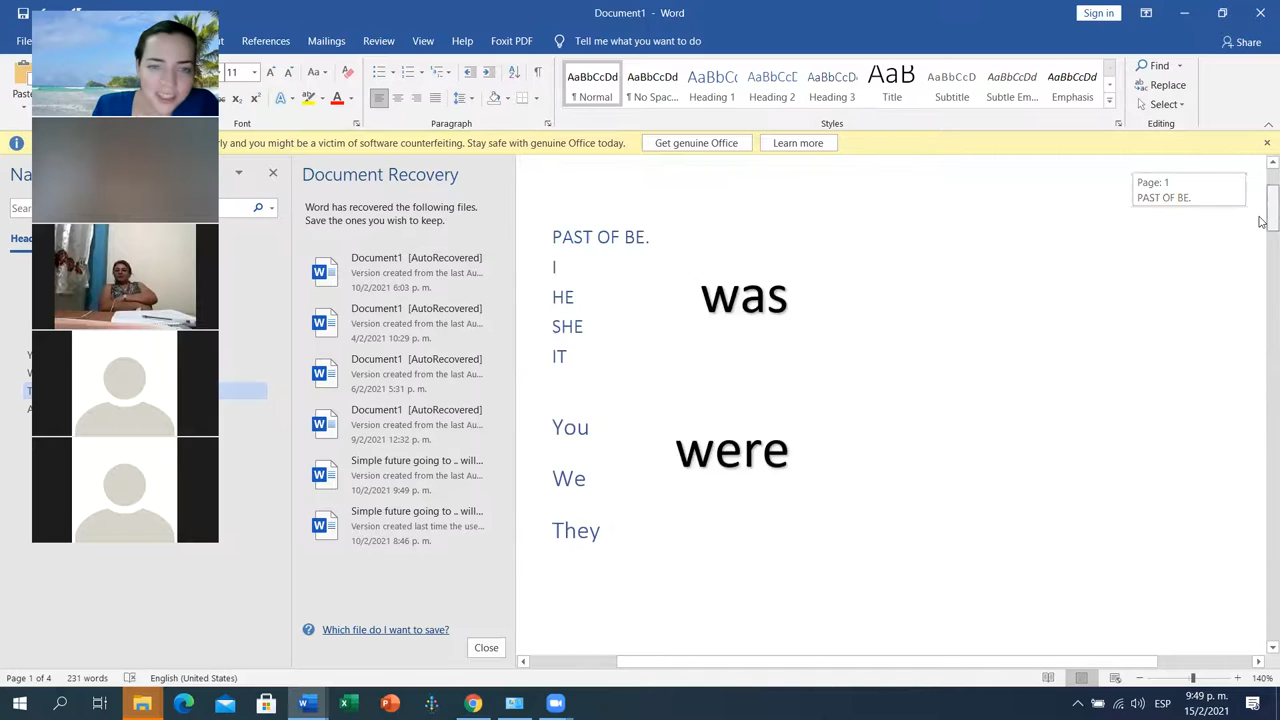 Document1 - Word
Sign in
File
t References Mailings Review View Help Foxit PDF Tell me what you want to do
Share
Paste
11
AaBbCcDd AaBbCcDd AaBbCc AaBbCcD AaBbCcDd AaB AaBbCcD AaBbCcDd AaBbCcDd
¶ Normal ¶ No Spac... Heading 1 Heading 2 Heading 3 Title Subtitle Subtle Em... Emphasis
Find
Replace
Select
Font Paragraph Styles Editing
rly and you might be a victim of software counterfeiting. Stay safe with genuine Office today. Get genuine Office Learn more
Na
Sear
Head
Document Recovery
Word has recovered the following files.
Save the ones you wish to keep.
Document1 [AutoRecovered]
Version created from the last Au...
10/2/2021 6:03 p. m.
Document1 [AutoRecovered]
Version created from the last Au...
4/2/2021 10:29 p. m.
Document1 [AutoRecovered]
Version created from the last Au...
6/2/2021 5:31 p. m.
Document1 [AutoRecovered]
Version created from the last Au...
9/2/2021 12:32 p. m.
Simple future going to .. will...
Version created from the last Au...
10/2/2021 9:49 p. m.
Simple future going to .. will...
Version created last time the use...
10/2/2021 8:46 p. m.
Which file do I want to save?
Close
Page: 1
PAST OF BE.
PAST OF BE.
I
HE
was
SHE
IT
You
were
We
They
Page 1 of 4 231 words English (United States)
140%
ESP
9:49 p. m.
15/2/2021